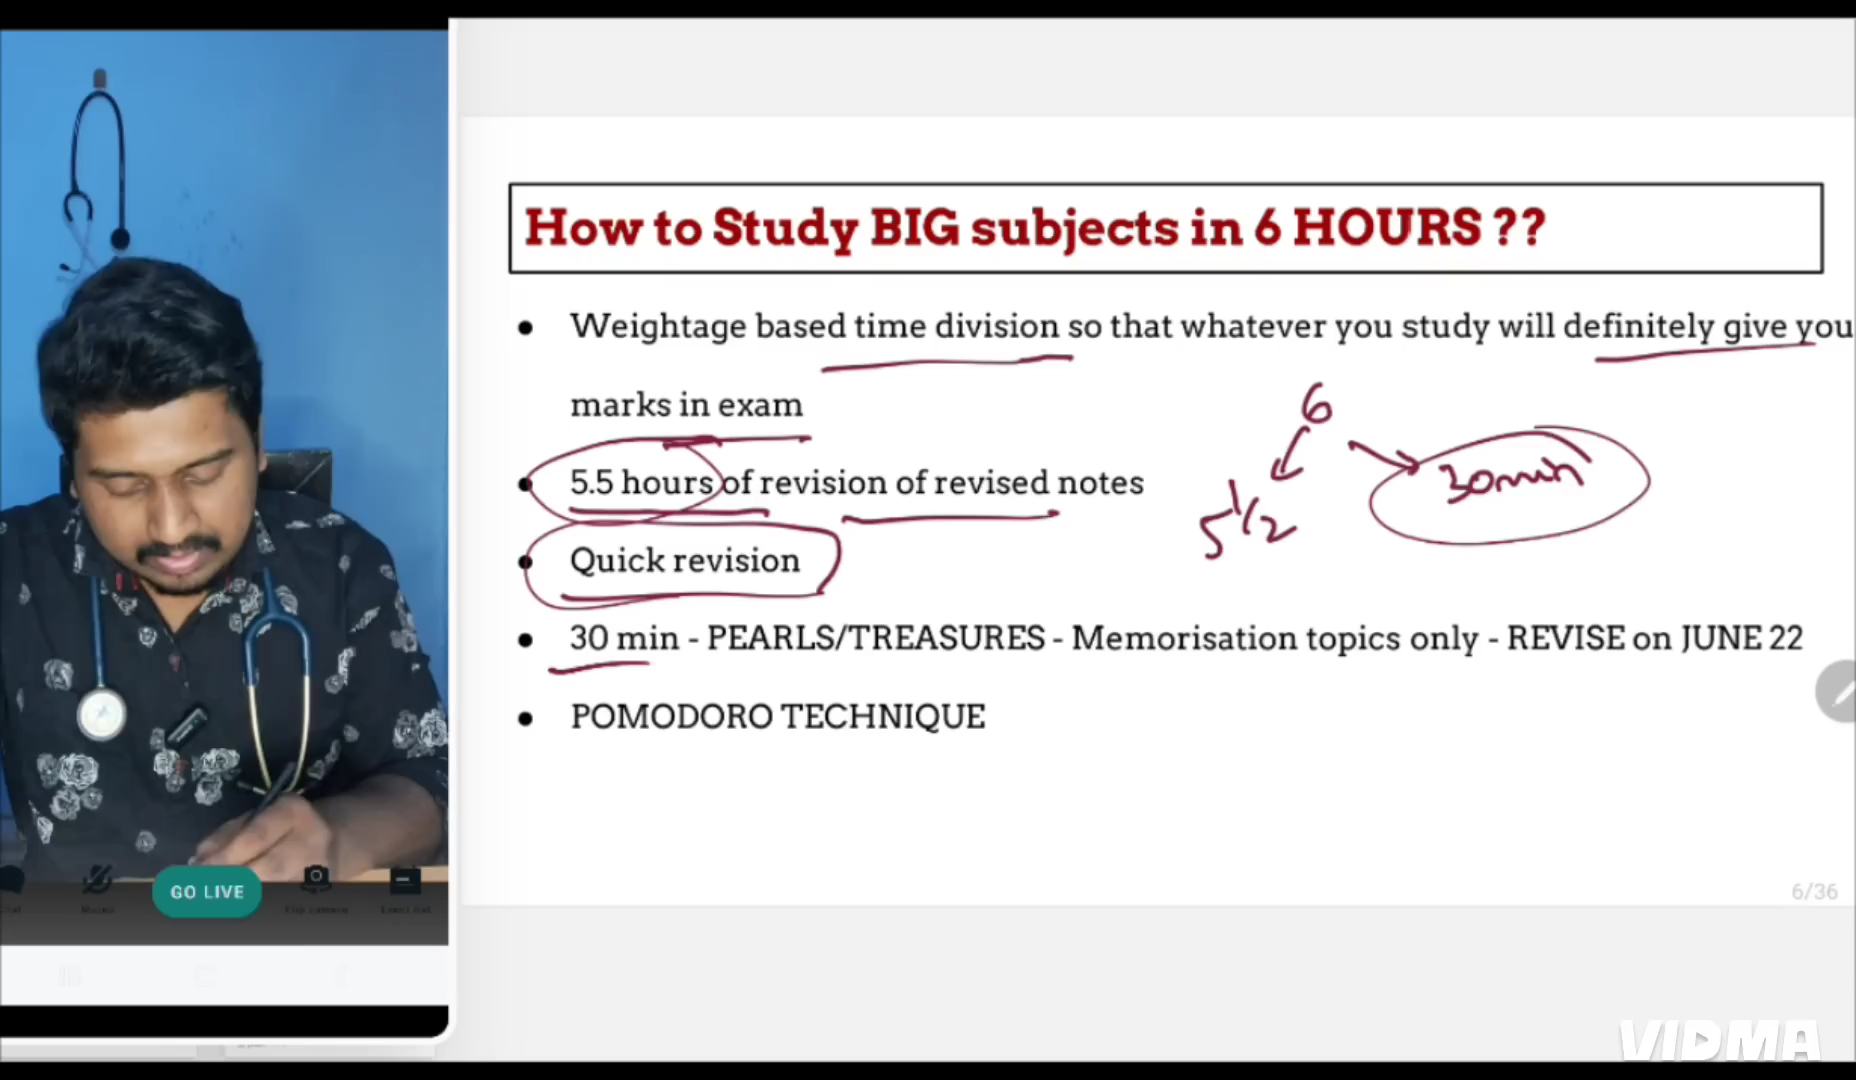 How to Study BIG subjects in 6 HOURS ??
● Weightage based time division so that whatever you study will definitely give you
marks in exam
6
● 5.5 hours of revision of revised notes
30min
5 1/2
● Quick revision
● 30 min - PEARLS/TREASURES - Memorisation topics only - REVISE on JUNE 22
● POMODORO TECHNIQUE
GO LIVE
6/36
VIDMA